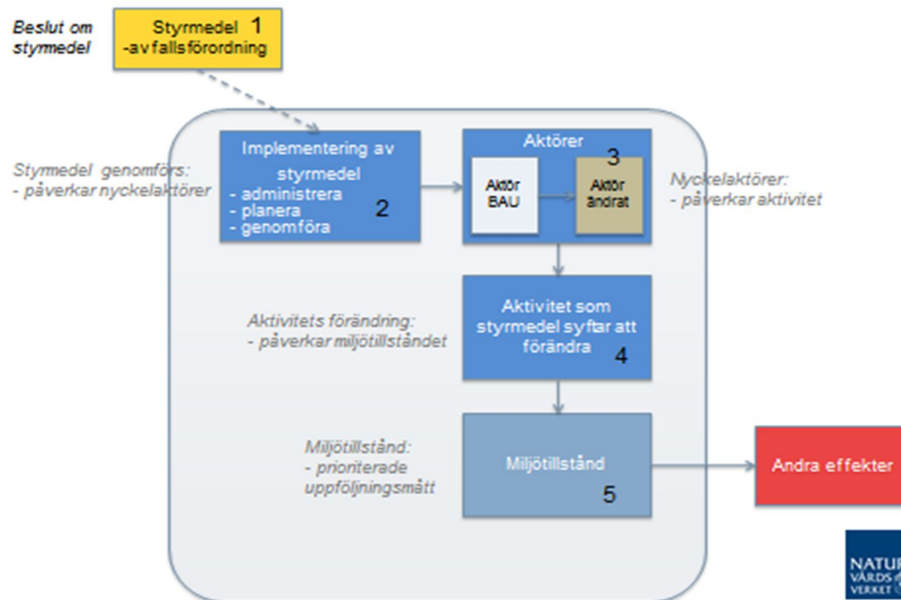 Beslut om
styrmedel
Styrmedel 1
-avfallsförordning
Styrmedel genomförs:
- påverkar nyckelaktörer
Implementering av
styrmedel
- administrera
- planera
- genomföra
2
Aktörer
3
Aktör
BAU
Aktör
ändrat
Nyckelaktörer:
- påverkar aktivitet
Aktivitets förändring:
- påverkar miljötillståndet
Aktivitet som
styrmedel syftar att
förändra
4
Miljötillstånd:
- prioriterade
uppföljningsmått
Miljötillstånd
5
Andra effekter
NATUR
VÅRDS
VERKET